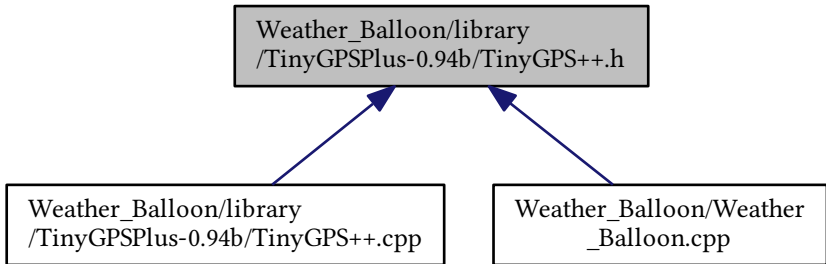 Weather_Balloon/library
/TinyGPSPlus-0.94b/TinyGPS++.h
Weather_Balloon/library
/TinyGPSPlus-0.94b/TinyGPS++.cpp
Weather_Balloon/Weather
_Balloon.cpp